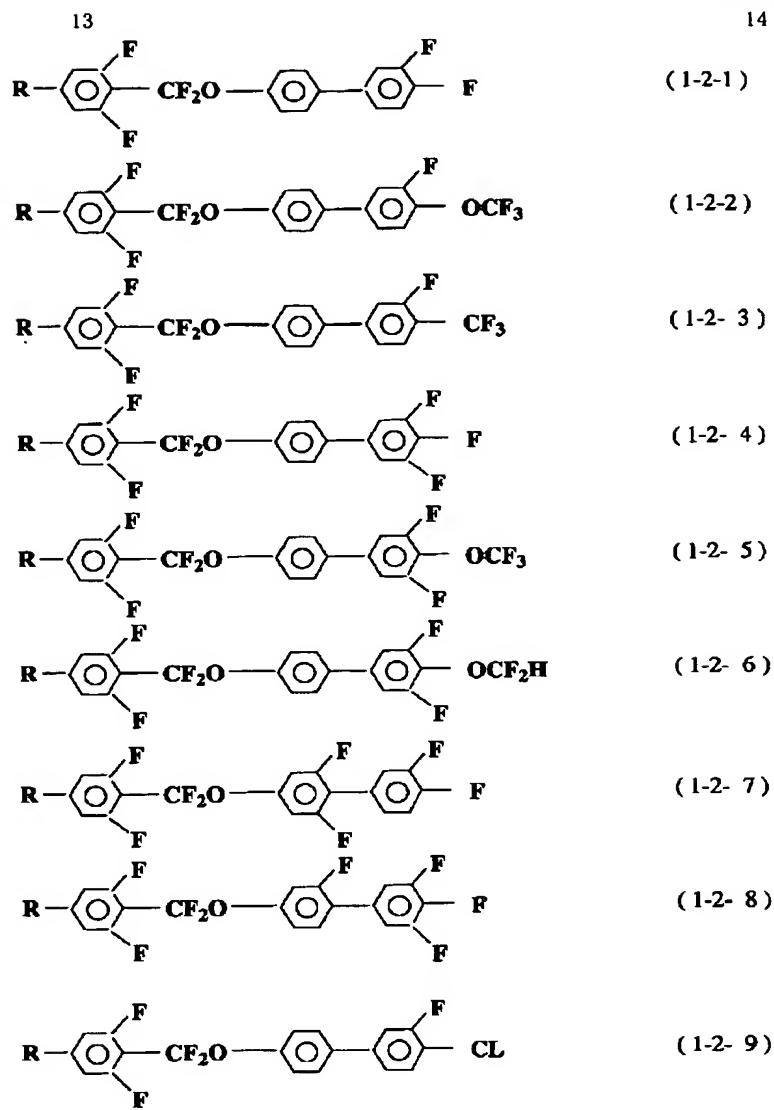 13 14
F F
R CF₂O F (1-2-1)
F
F F
R CF₂O OCF₃ (1-2-2)
F
F F
R CF₂O CF₃ (1-2- 3)
F
F F
R CF₂O F (1-2- 4)
F F
F F
R CF₂O OCF₃ (1-2- 5)
F F
F F
R CF₂O OCF₂H (1-2- 6)
F F
F F F
R CF₂O F (1-2- 7)
F F
F F F
R CF₂O F (1-2- 8)
F F
F F
R CF₂O CL (1-2- 9)
F